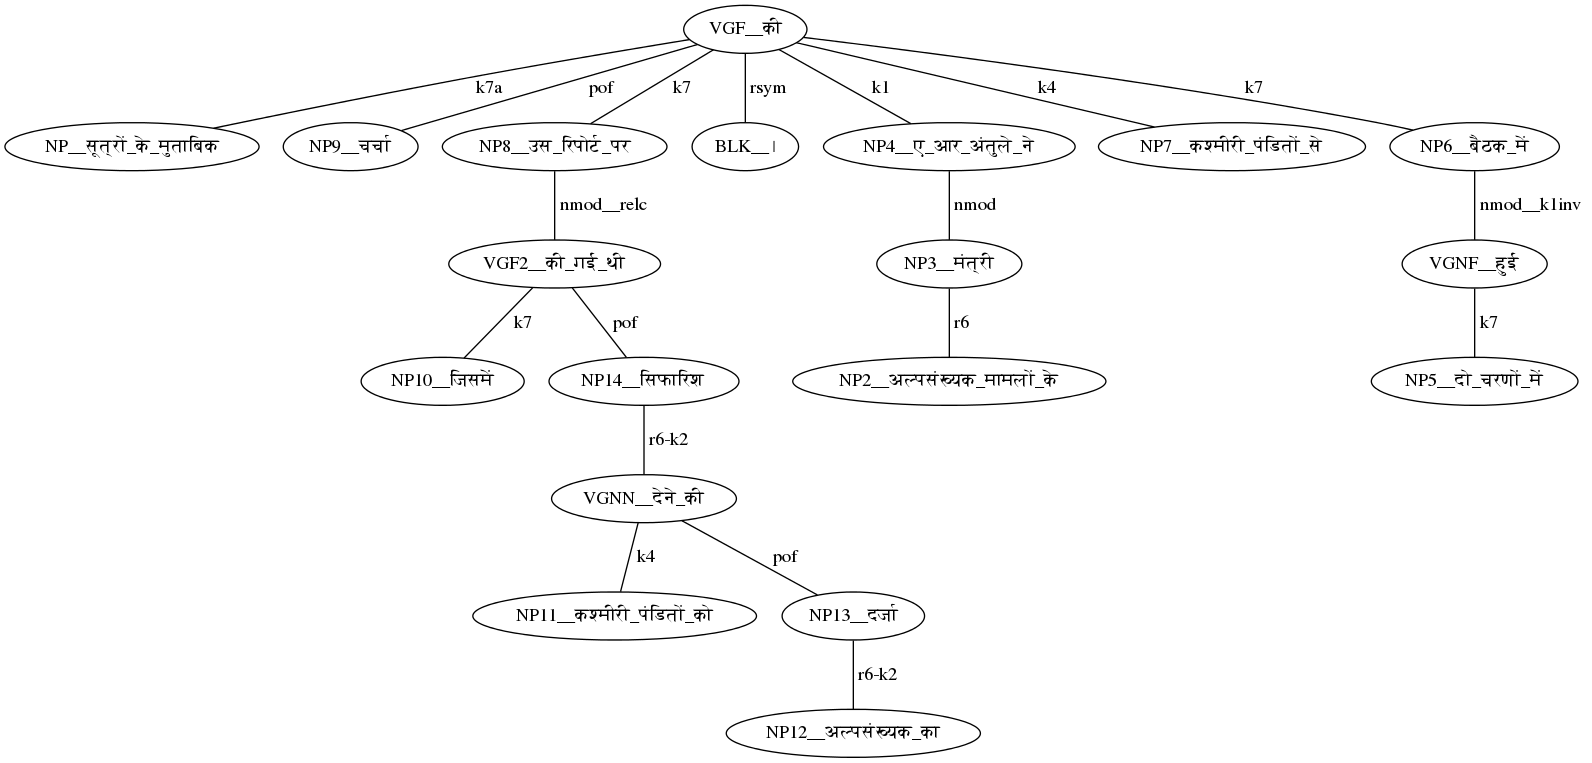 VGF__की
k7a pof k7 rsym k1 k4 k7
NP__सूत्रों_के_मुताबिक NP9__चर्चा NP8__उस_रिपोर्ट_पर BLK__। NP4__ए_आर_अंतुले_ने NP7__कश्मीरी_पंडितों_से NP6__बैठक_में
nmod__relc nmod nmod__k1inv
VGF2__की_गई_थी NP3__मंत्री VGNF__हुई
k7 pof r6 k7
NP10__जिसमें NP14__सिफारिश NP2__अल्पसंख्यक_मामलों_के NP5__दो_चरणों_में
r6-k2
VGNN__देने_की
k4 pof
NP11__कश्मीरी_पंडितों_को NP13__दर्जा
r6-k2
NP12__अल्पसंख्यक_का